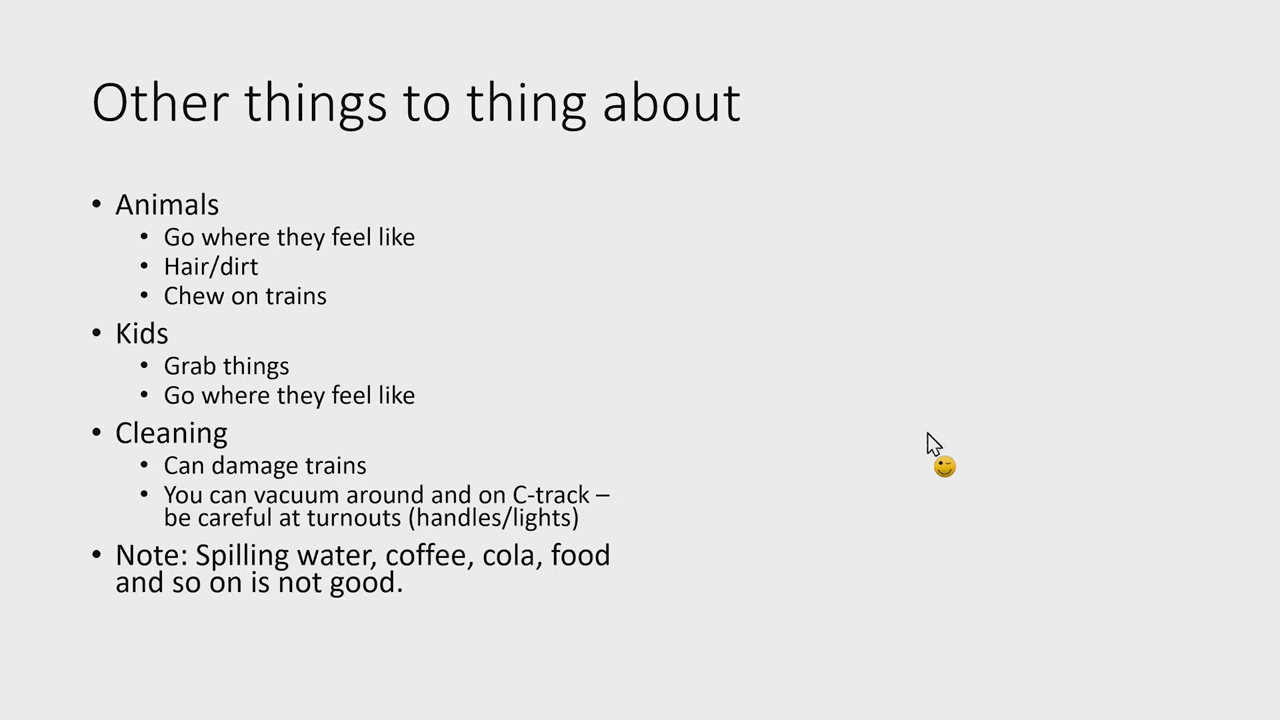 Other things to thing about
• Animals
• Go where they feel like
• Hair/dirt
• Chew on trains
• Kids
• Grab things
• Go where they feel like
• Cleaning
• Can damage trains
• You can vacuum around and on C-track –
be careful at turnouts (handles/lights)
• Note: Spilling water, coffee, cola, food
and so on is not good.